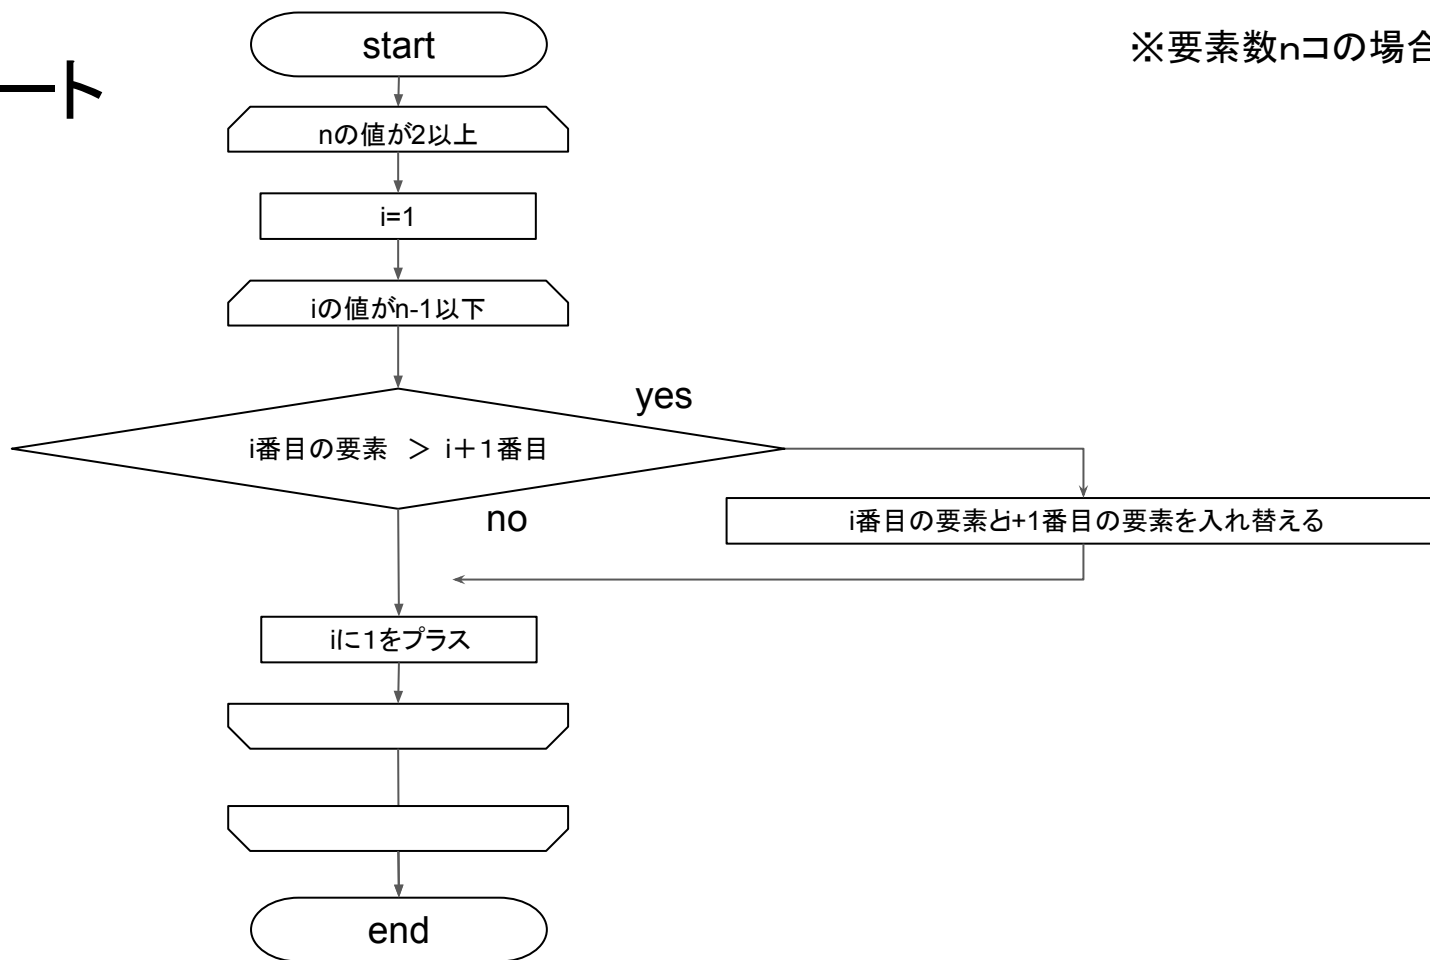 ート
※要素数nコの場合
start
nの値が2以上
i=1
iの値がn-1以下
yes
i番目の要素 ＞ i＋1番目
no
i番目の要素とi+1番目の要素を入れ替える
iに1をプラス
end